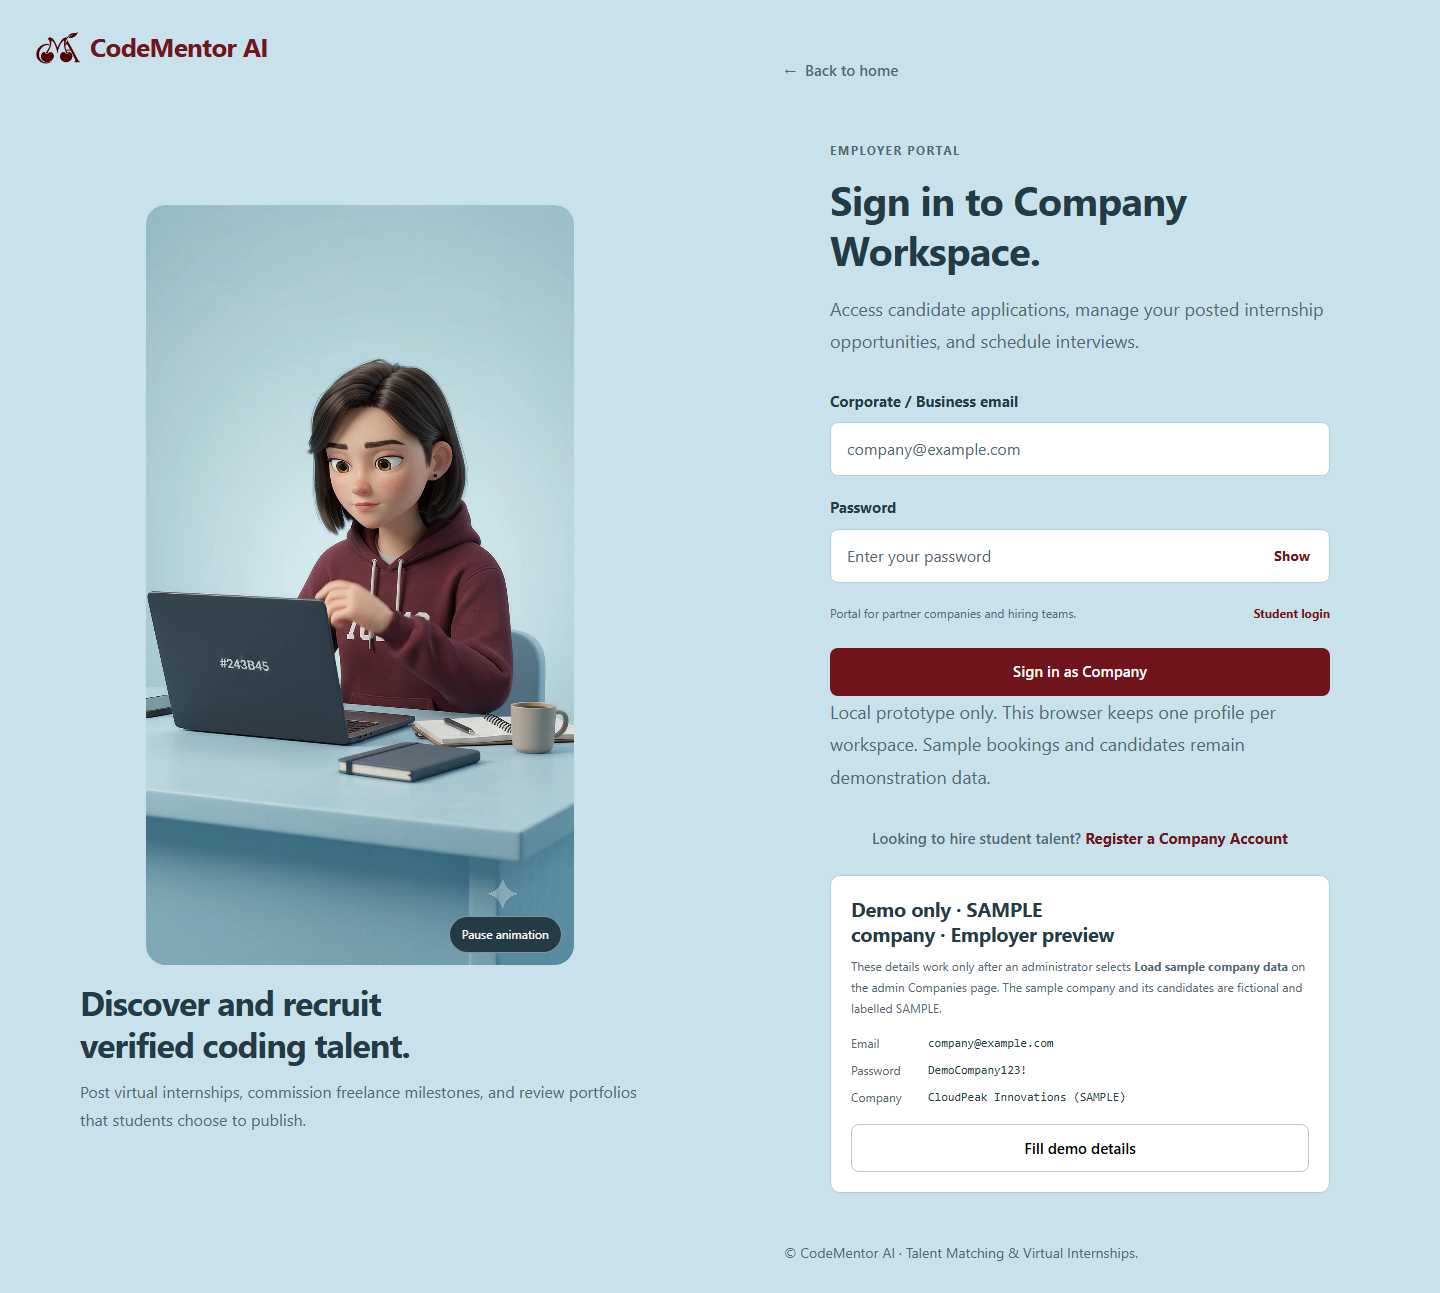 CodeMentor AI
← Back to home
EMPLOYER PORTAL
Sign in to Company
Workspace.
Access candidate applications, manage your posted internship
opportunities, and schedule interviews.
Corporate / Business email
company@example.com
Password
Enter your password
Show
Portal for partner companies and hiring teams.
Student login
Sign in as Company
Local prototype only. This browser keeps one profile per
workspace. Sample bookings and candidates remain
demonstration data.
Looking to hire student talent? Register a Company Account
Demo only · SAMPLE
company · Employer preview
These details work only after an administrator selects Load sample company data on
the admin Companies page. The sample company and its candidates are fictional and
labelled SAMPLE.
Email company@example.com
Password DemoCompany123!
Company CloudPeak Innovations (SAMPLE)
Fill demo details
© CodeMentor AI · Talent Matching & Virtual Internships.
#243B45
Pause animation
Discover and recruit
verified coding talent.
Post virtual internships, commission freelance milestones, and review portfolios
that students choose to publish.